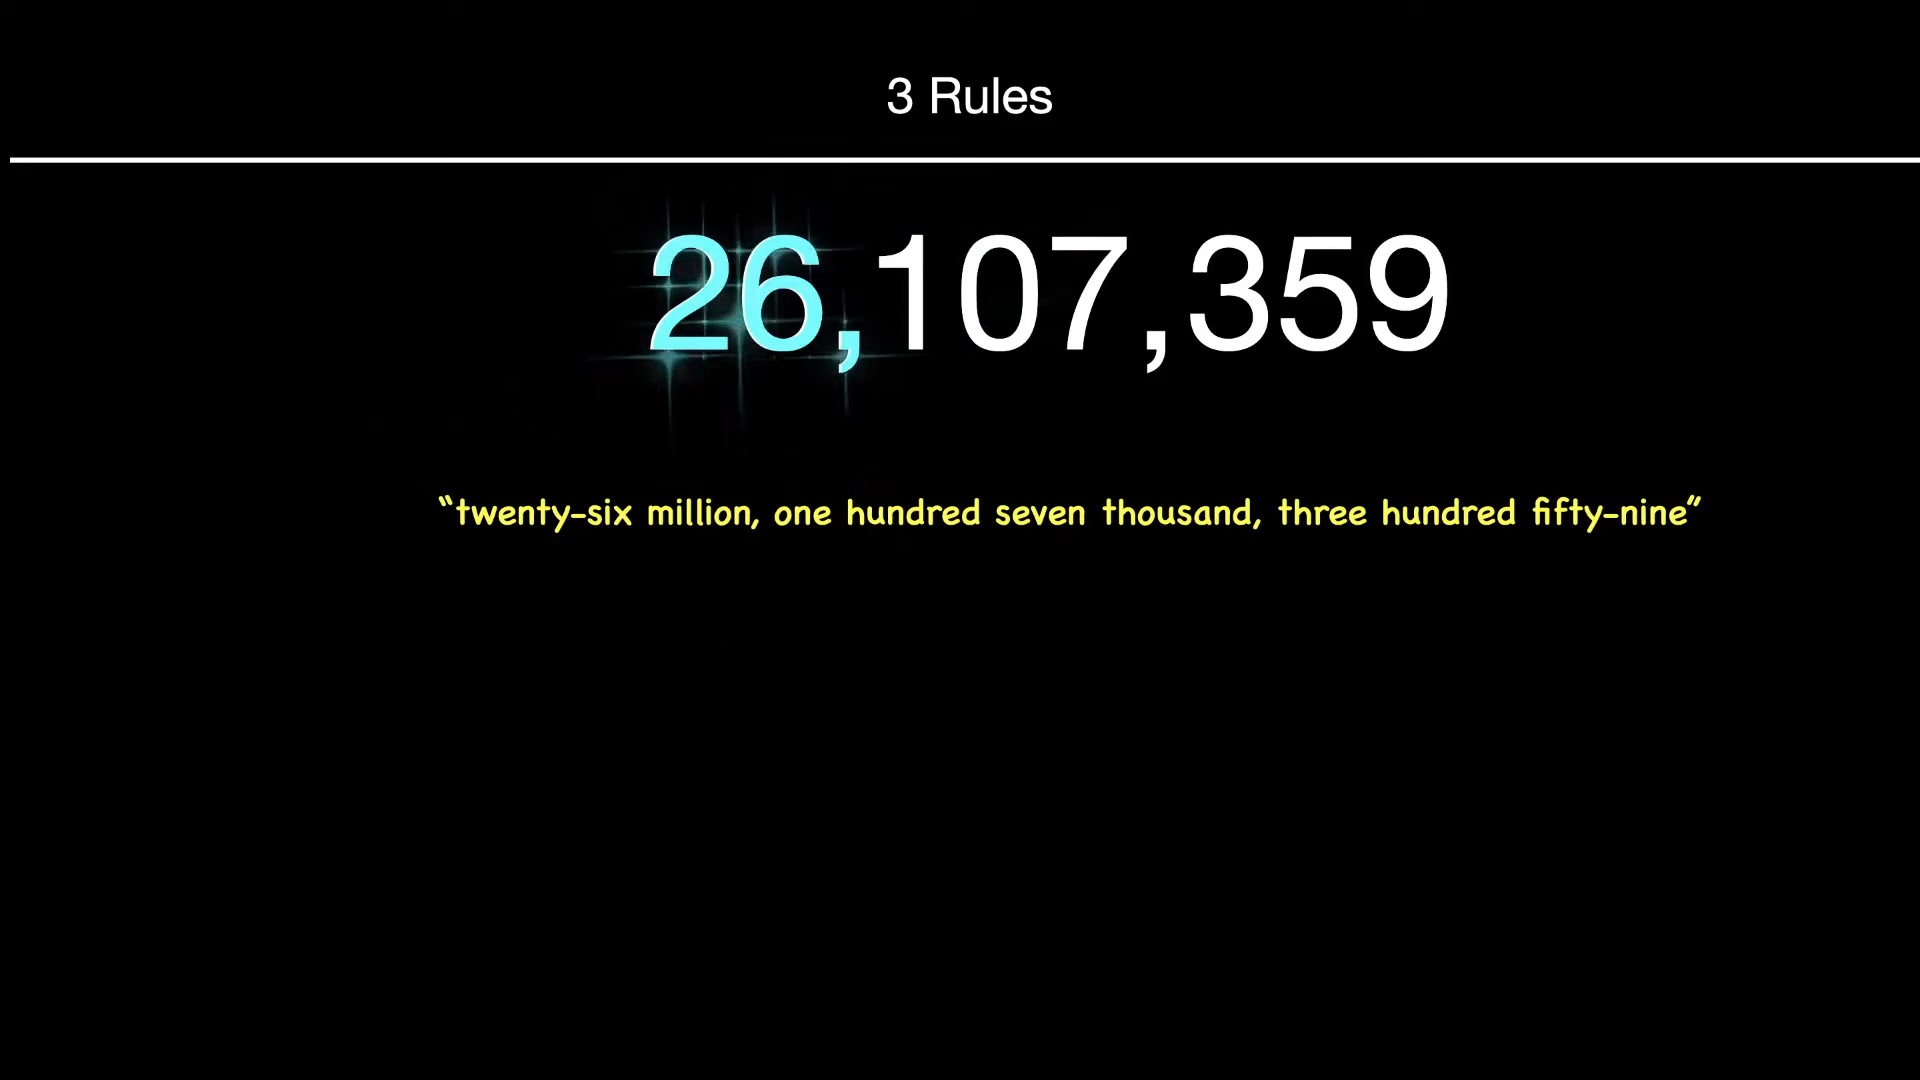 3 Rules
26,107,359
“twenty-six million, one hundred seven thousand, three hundred fifty-nine”